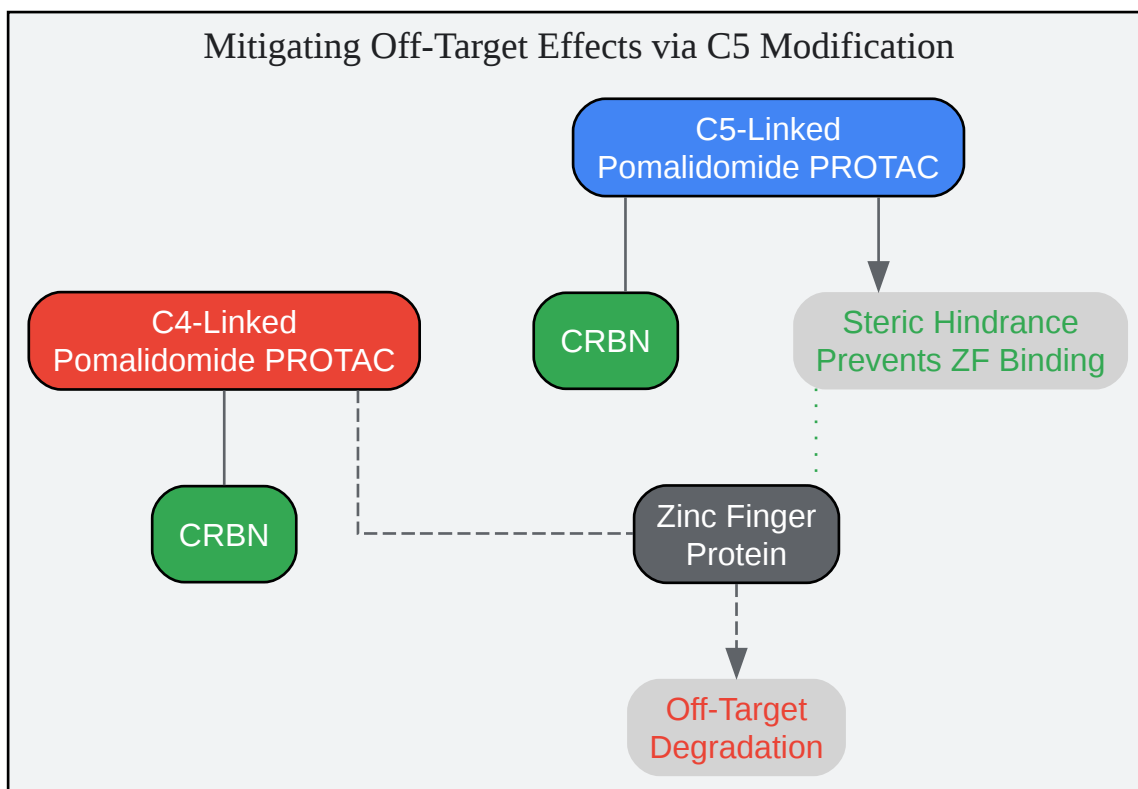 Mitigating Off-Target Effects via C5 Modification
C5-Linked
Pomalidomide PROTAC
C4-Linked
Pomalidomide PROTAC
CRBN
Steric Hindrance
Prevents ZF Binding
CRBN
Zinc Finger
Protein
Off-Target
Degradation